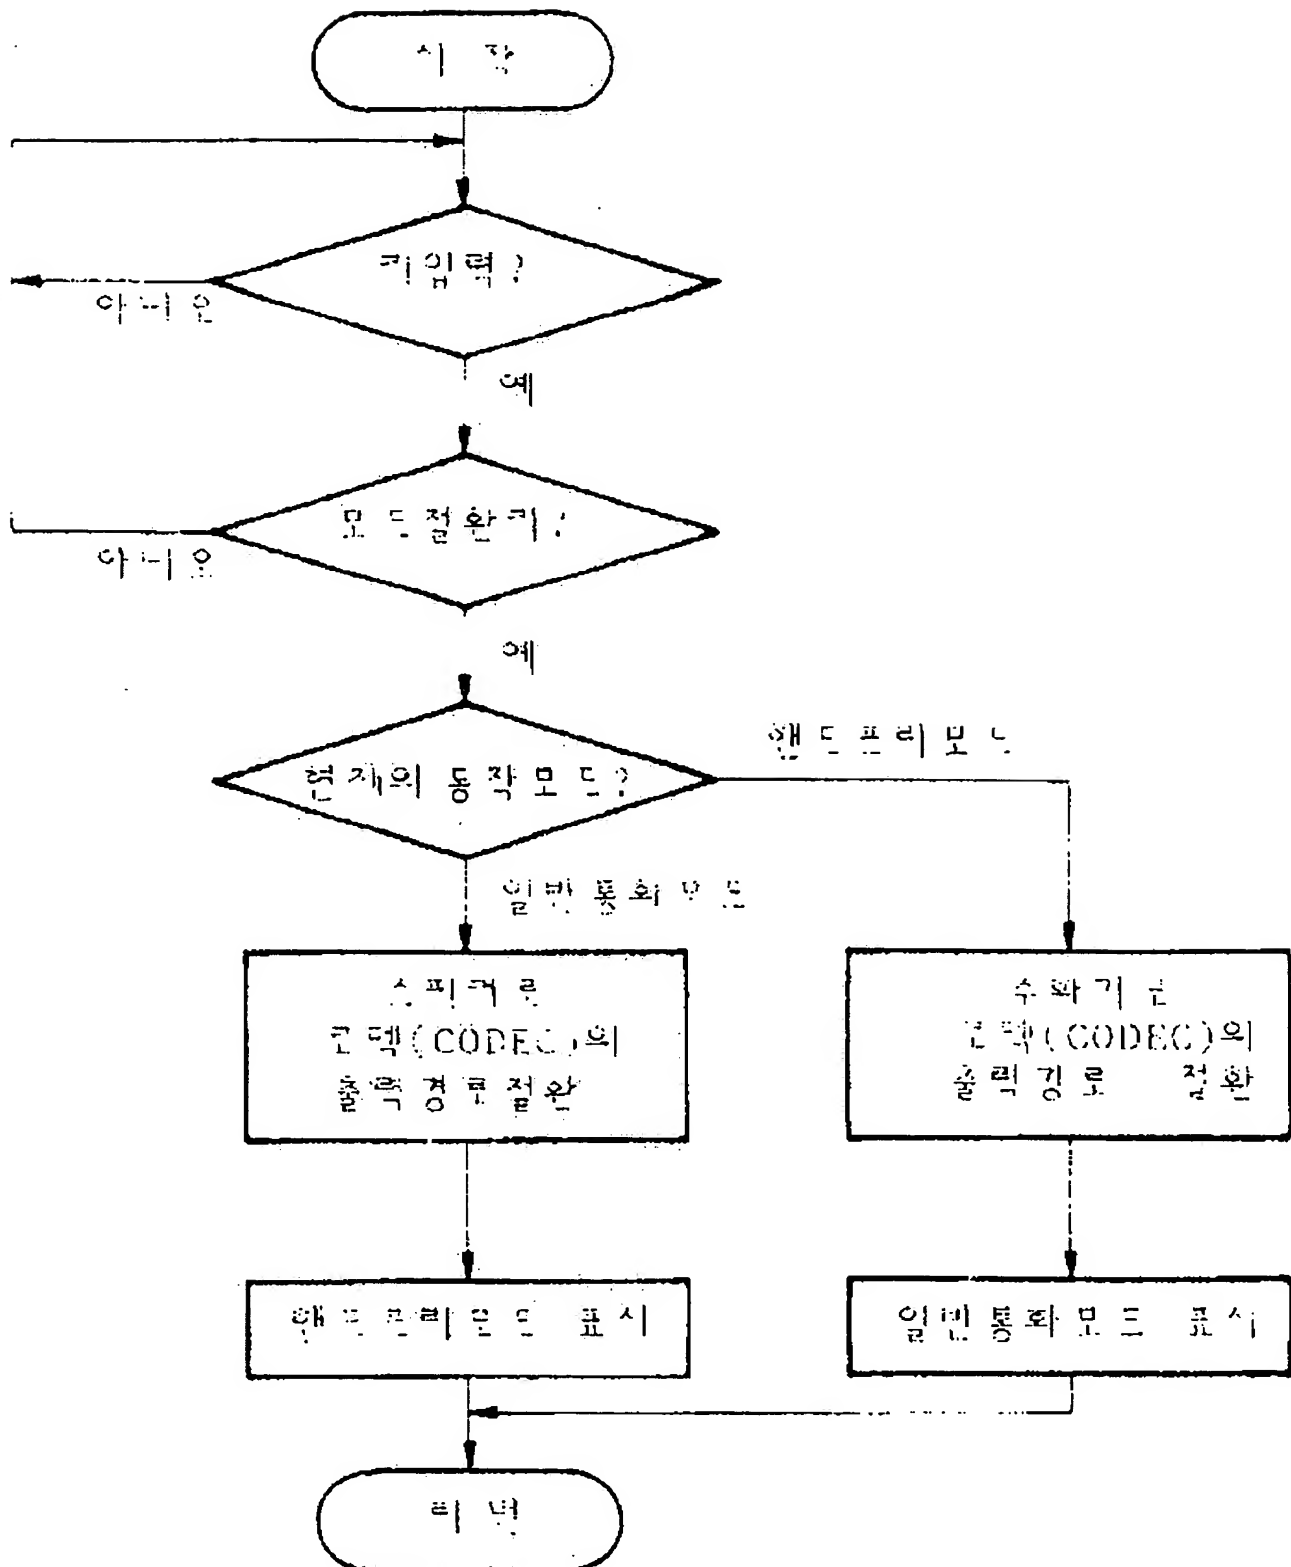 시작
키입력?
아니오
예
모드절환키?
아니오
예
핸드프리모드
현재의 동작모드?
일반통화모드
스피커로
코덱(CODEC)의
출력경로절환
수화기로
코덱(CODEC)의
출력경로 절환
핸드프리모드 표시
일반통화모드 표시
리턴